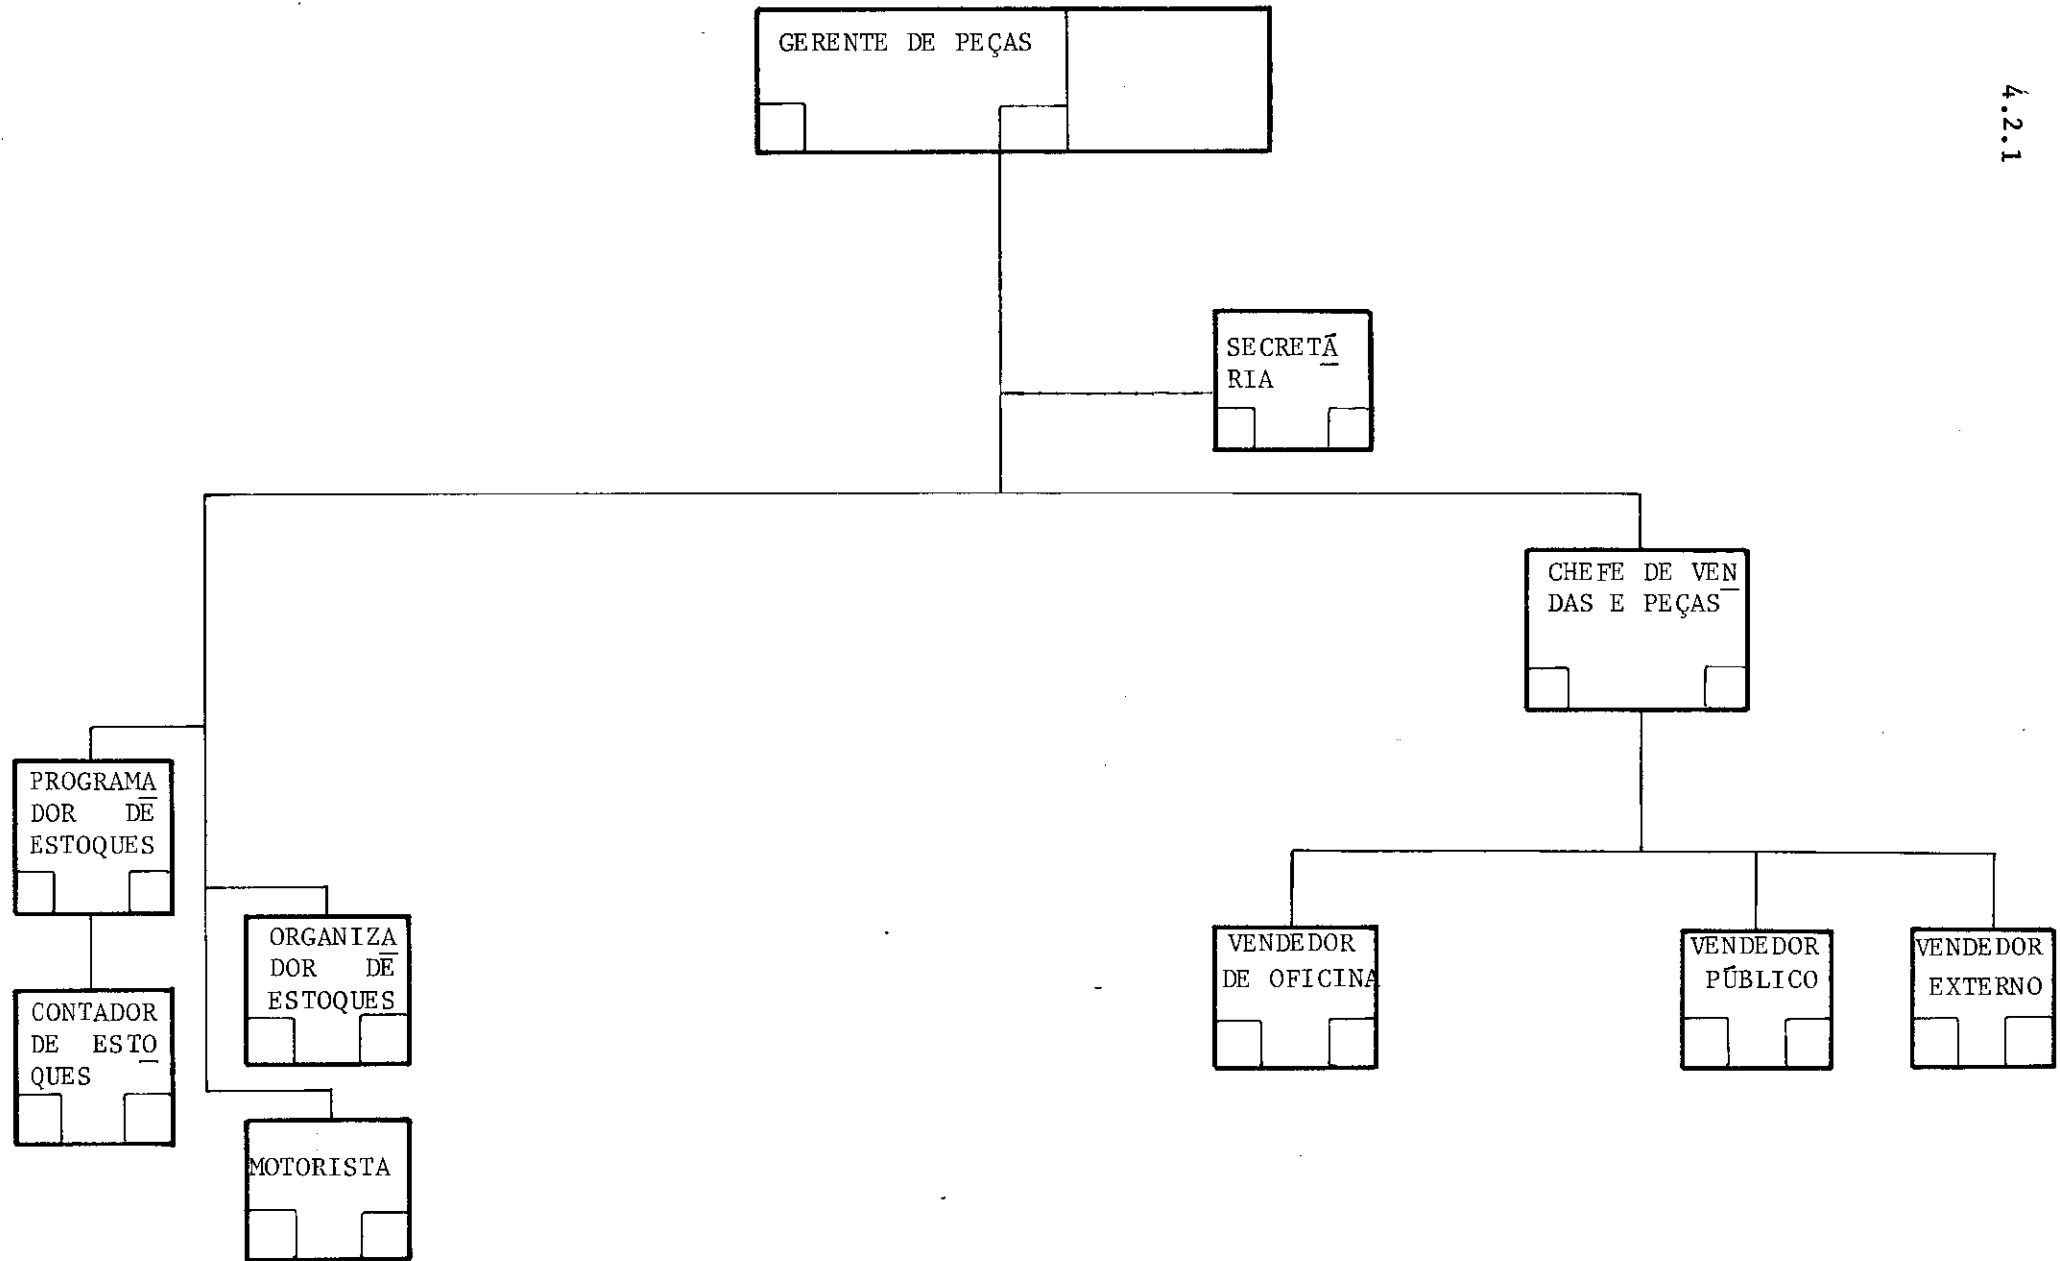 GERENTE DE PEÇAS
4.2.1
SECRETÁ
RIA
CHEFE DE VEN
DAS E PEÇAS
PROGRAMA
DOR DE
ESTOQUES
ORGANIZA
DOR DE
ESTOQUES
CONTADOR
DE ESTO
QUES
MOTORISTA
VENDEDOR
DE OFICINA
VENDEDOR
PÚBLICO
VENDEDOR
EXTERNO